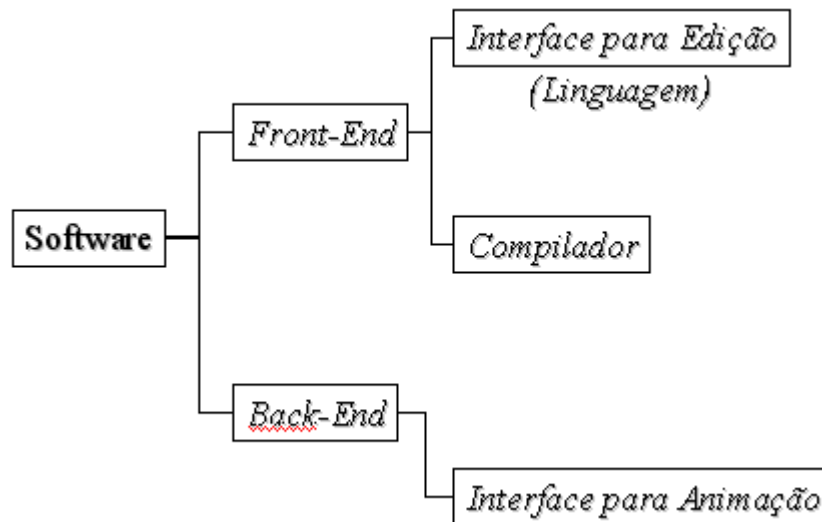 Interface para Edição
(Linguagem)
Front-End
Software
Compilador
Back-End
Interface para Animação